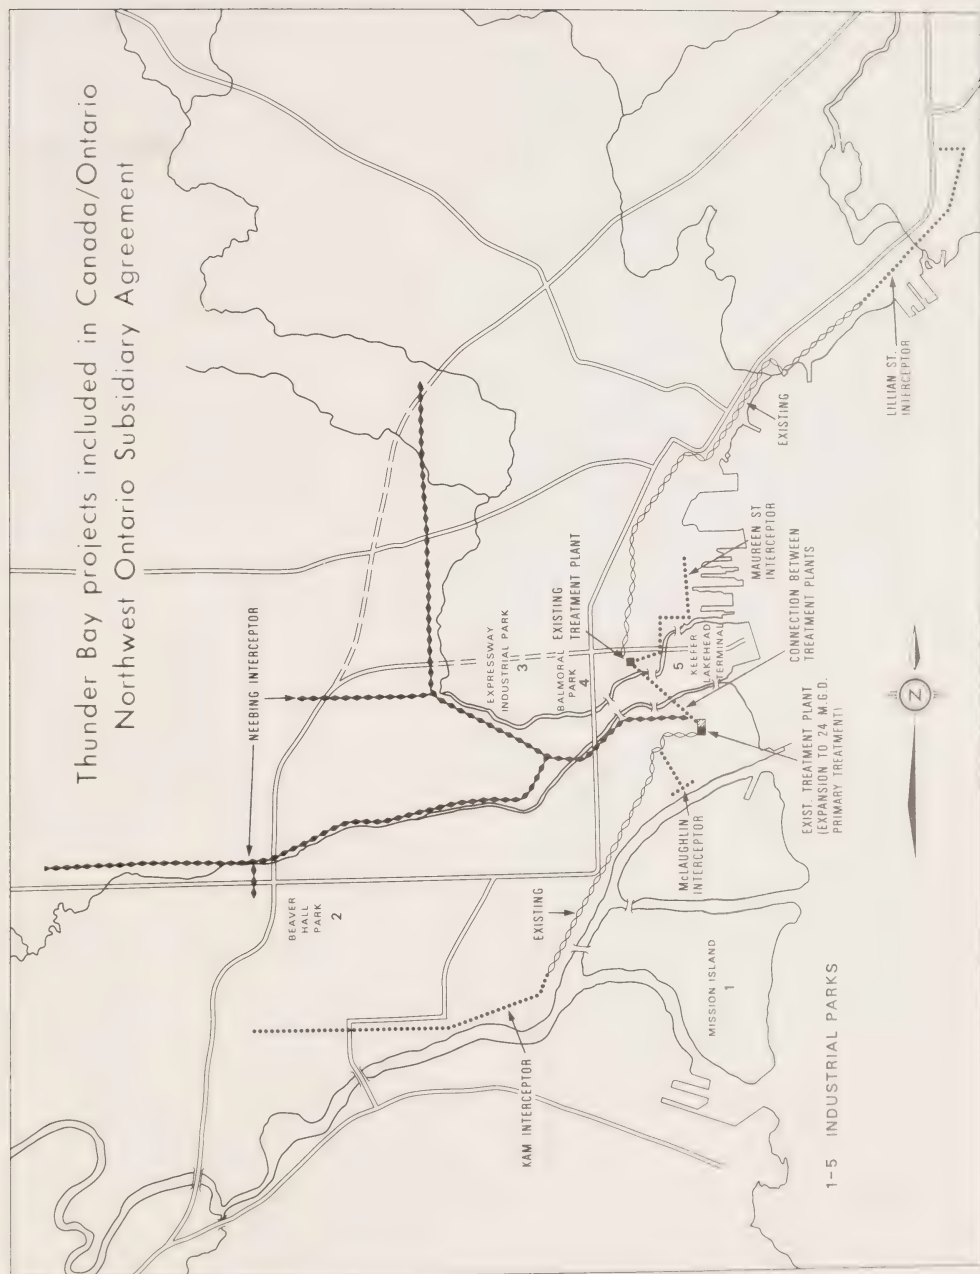 Thunder Bay projects included in Canada/Ontario
Northwest Ontario Subsidiary Agreement
NEEBING INTERCEPTOR
BEAVER
HALL
PARK
2
EXPRESSWAY
INDUSTRIAL PARK
3
BALMORAL
PARK
4
EXISTING
TREATMENT PLANT
5
KEEFER
LAKEHEAD
TERMINAL
MAUREEN ST
INTERCEPTOR
CONNECTION BETWEEN
TREATMENT PLANTS
EXISTING
LILLIAN ST.
INTERCEPTOR
EXISTING
McLAUGHLIN
INTERCEPTOR
EXIST. TREATMENT PLANT
(EXPANSION TO 24 M.G.D.
PRIMARY TREATMENT)
KAM INTERCEPTOR
MISSION ISLAND
1
1-5 INDUSTRIAL PARKS
N